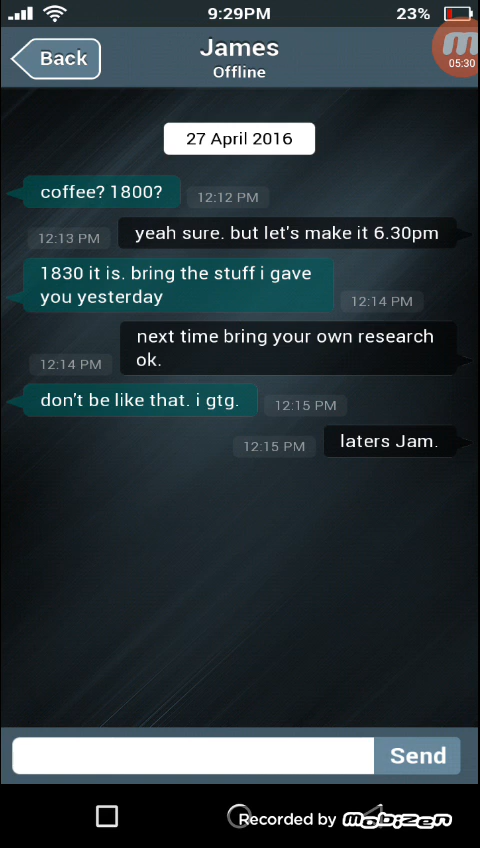 9:29PM
23%
Back
James
Offline
05:30
27 April 2016
coffee? 1800?
12:12 PM
12:13 PM
yeah sure. but let's make it 6.30pm
1830 it is. bring the stuff i gave
you yesterday
12:14 PM
next time bring your own research
ok.
12:14 PM
don't be like that. i gtg.
12:15 PM
12:15 PM
laters Jam.
Send
Recorded by mobizen